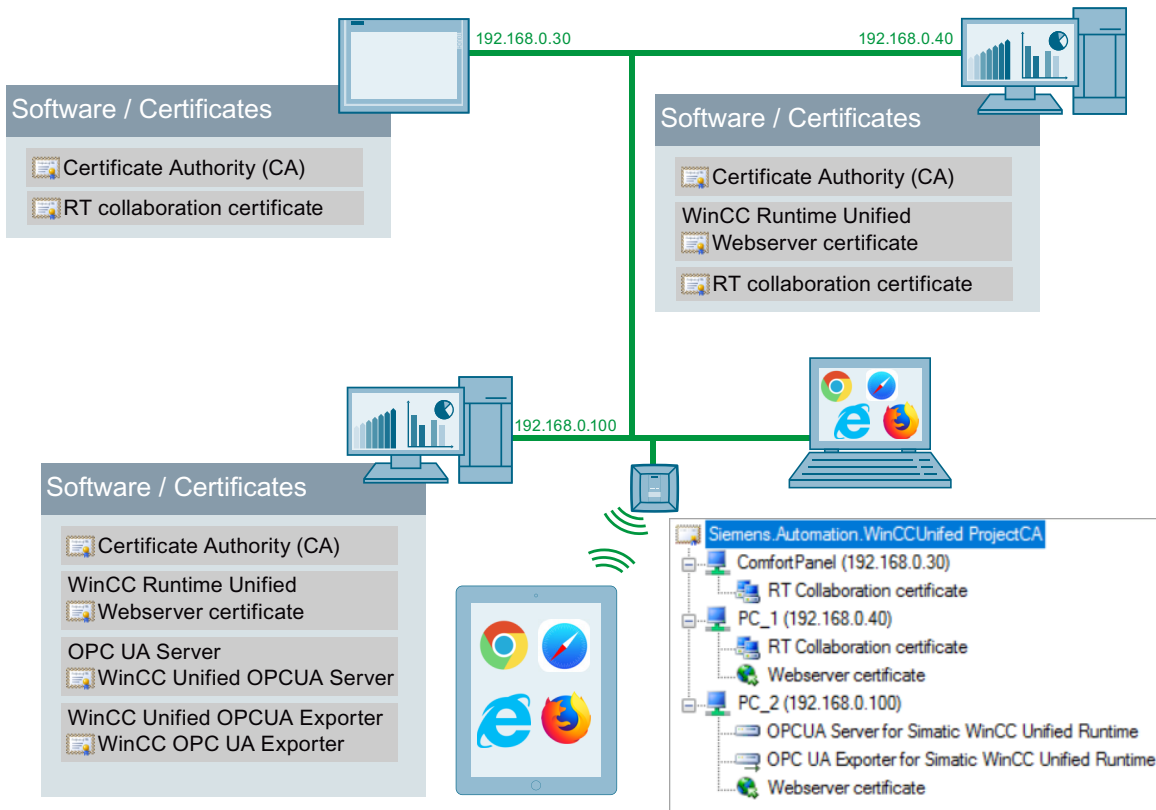 192.168.0.30
192.168.0.40
Software / Certificates
Certificate Authority (CA)
RT collaboration certificate
Software / Certificates
Certificate Authority (CA)
WinCC Runtime Unified
Webserver certificate
RT collaboration certificate
192.168.0.100
Software / Certificates
Certificate Authority (CA)
WinCC Runtime Unified
Webserver certificate
OPC UA Server
WinCC Unified OPCUA Server
WinCC Unified OPCUA Exporter
WinCC OPC UA Exporter
Siemens.Automation.WinCCUnifed ProjectCA
ComfortPanel (192.168.0.30)
RT Collaboration certificate
PC_1 (192.168.0.40)
RT Collaboration certificate
Webserver certificate
PC_2 (192.168.0.100)
OPCUA Server for Simatic WinCC Unified Runtime
OPC UA Exporter for Simatic WinCC Unified Runtime
Webserver certificate